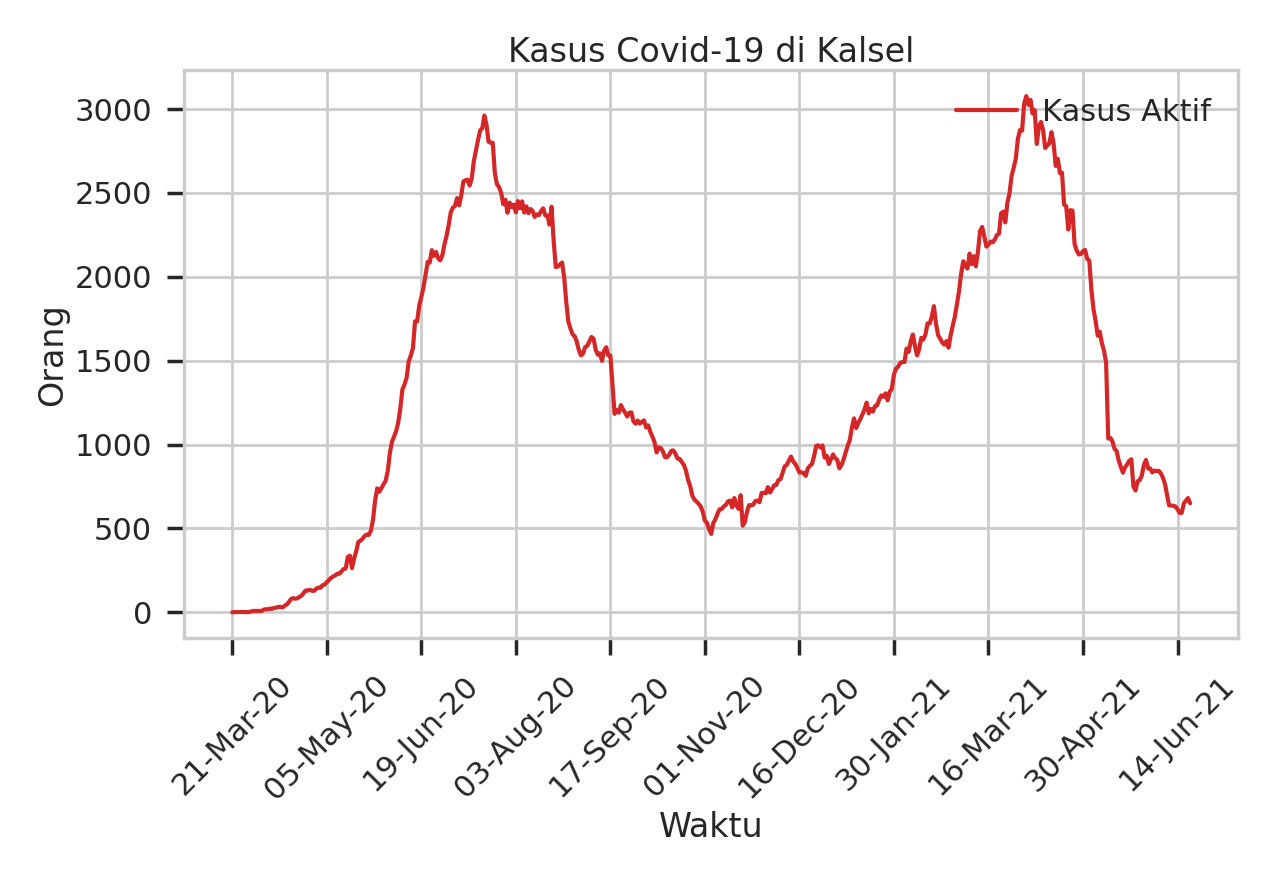 Kasus Covid-19 di Kalsel
Kasus Aktif
3000
2500
2000
1500
1000
500
0
Orang
21-Mar-20
05-May-20
19-Jun-20
03-Aug-20
17-Sep-20
01-Nov-20
16-Dec-20
30-Jan-21
16-Mar-21
30-Apr-21
14-Jun-21
Waktu